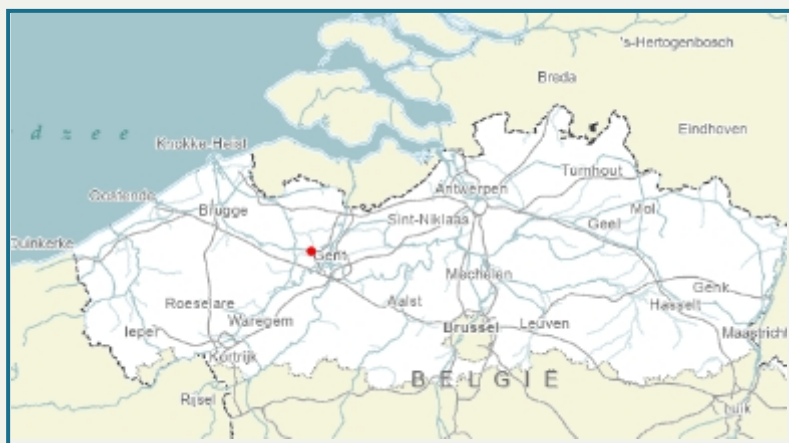 's-Hertogenbosch
Breda
Eindhoven
d z e e
Knokke-Heist
Turnhout
Antwerpen
Oostende
Brugge
Mol
Sint-Niklaas
Geel
Duinkerke
Gent
Mechelen
Genk
Roeselare
Aalst
Hasselt
Waregem
Ieper
Brussel
Leuven
Maastricht
Kortrijk
BELGIË
Rijsel
Luik